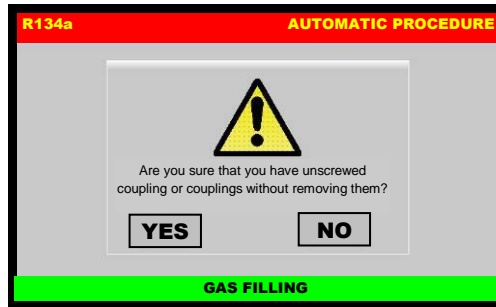 R134a AUTOMATIC PROCEDURE
Are you sure that you have unscrewed
coupling or couplings without removing them?
YES NO
GAS FILLING